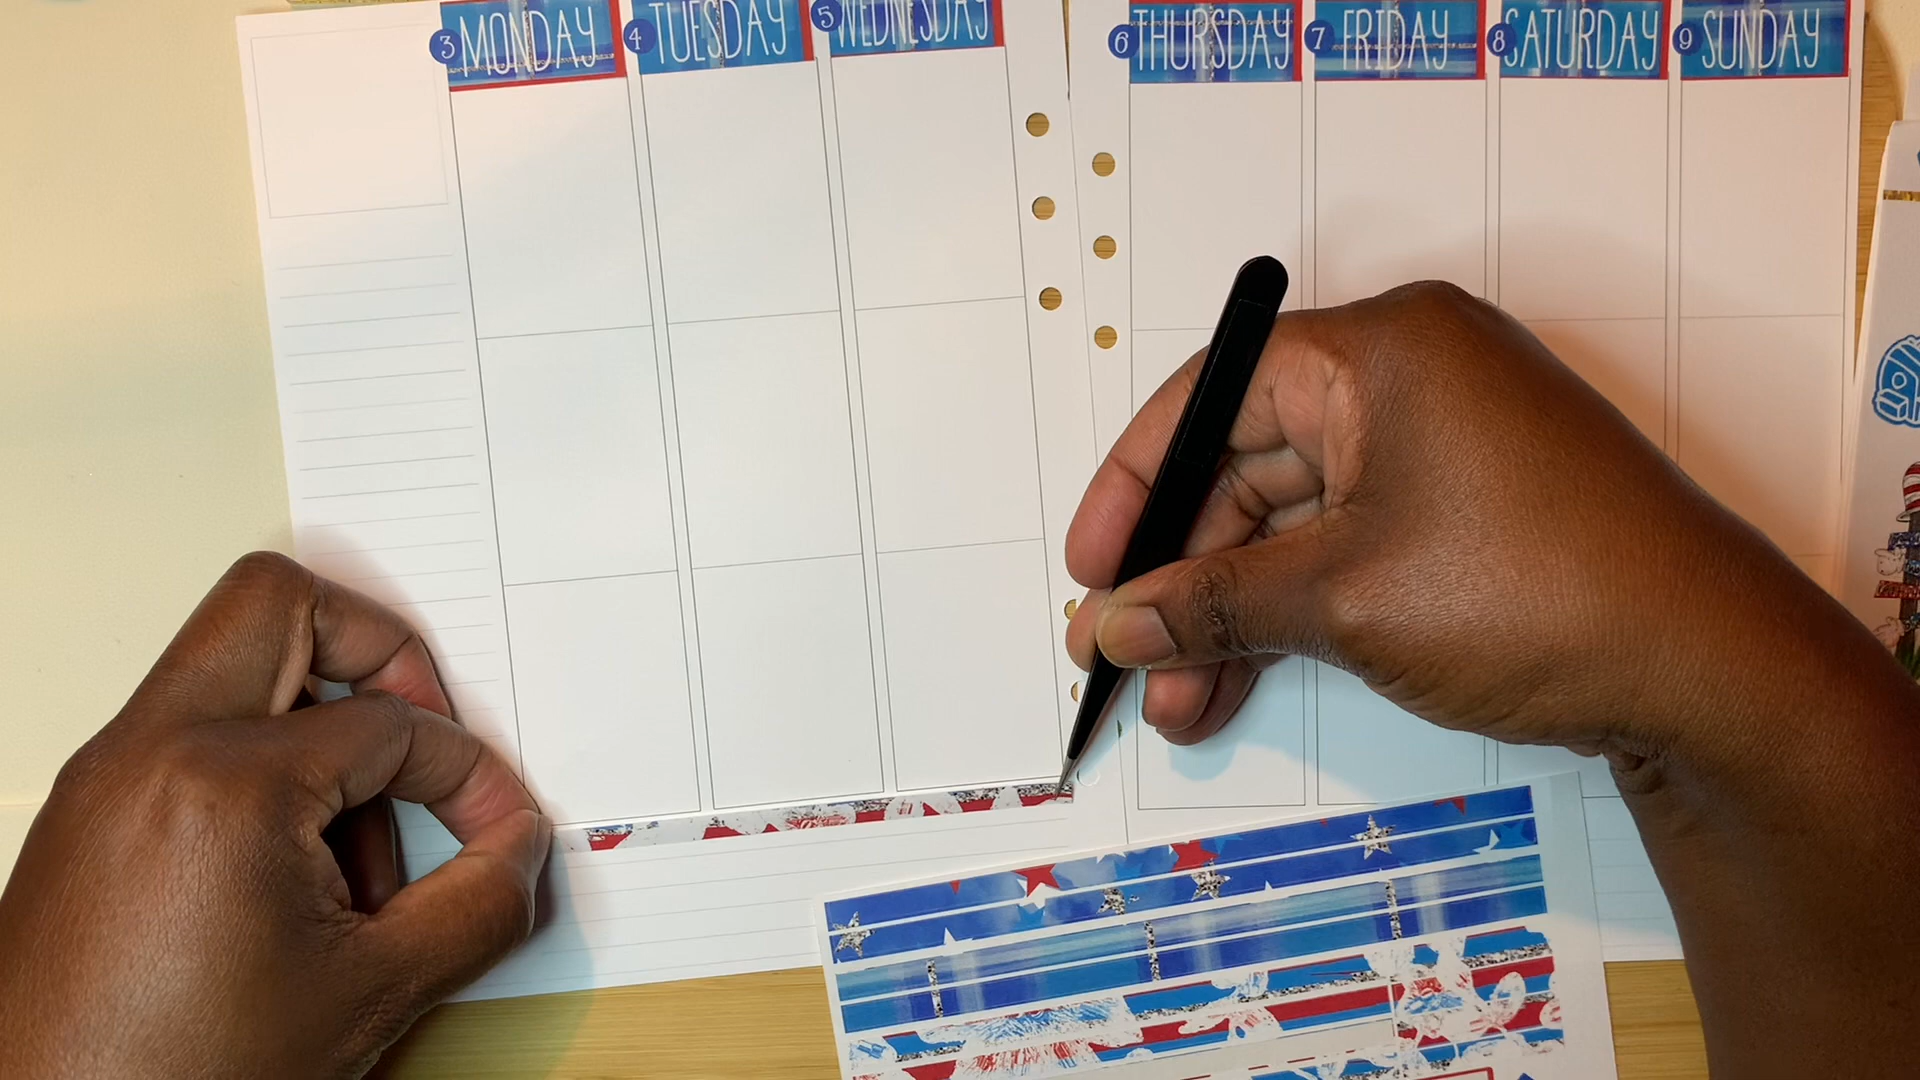 3 MONDAY
4 TUESDAY
5 WEDNESDAY
6 THURSDAY
7 FRIDAY
8 SATURDAY
9 SUNDAY